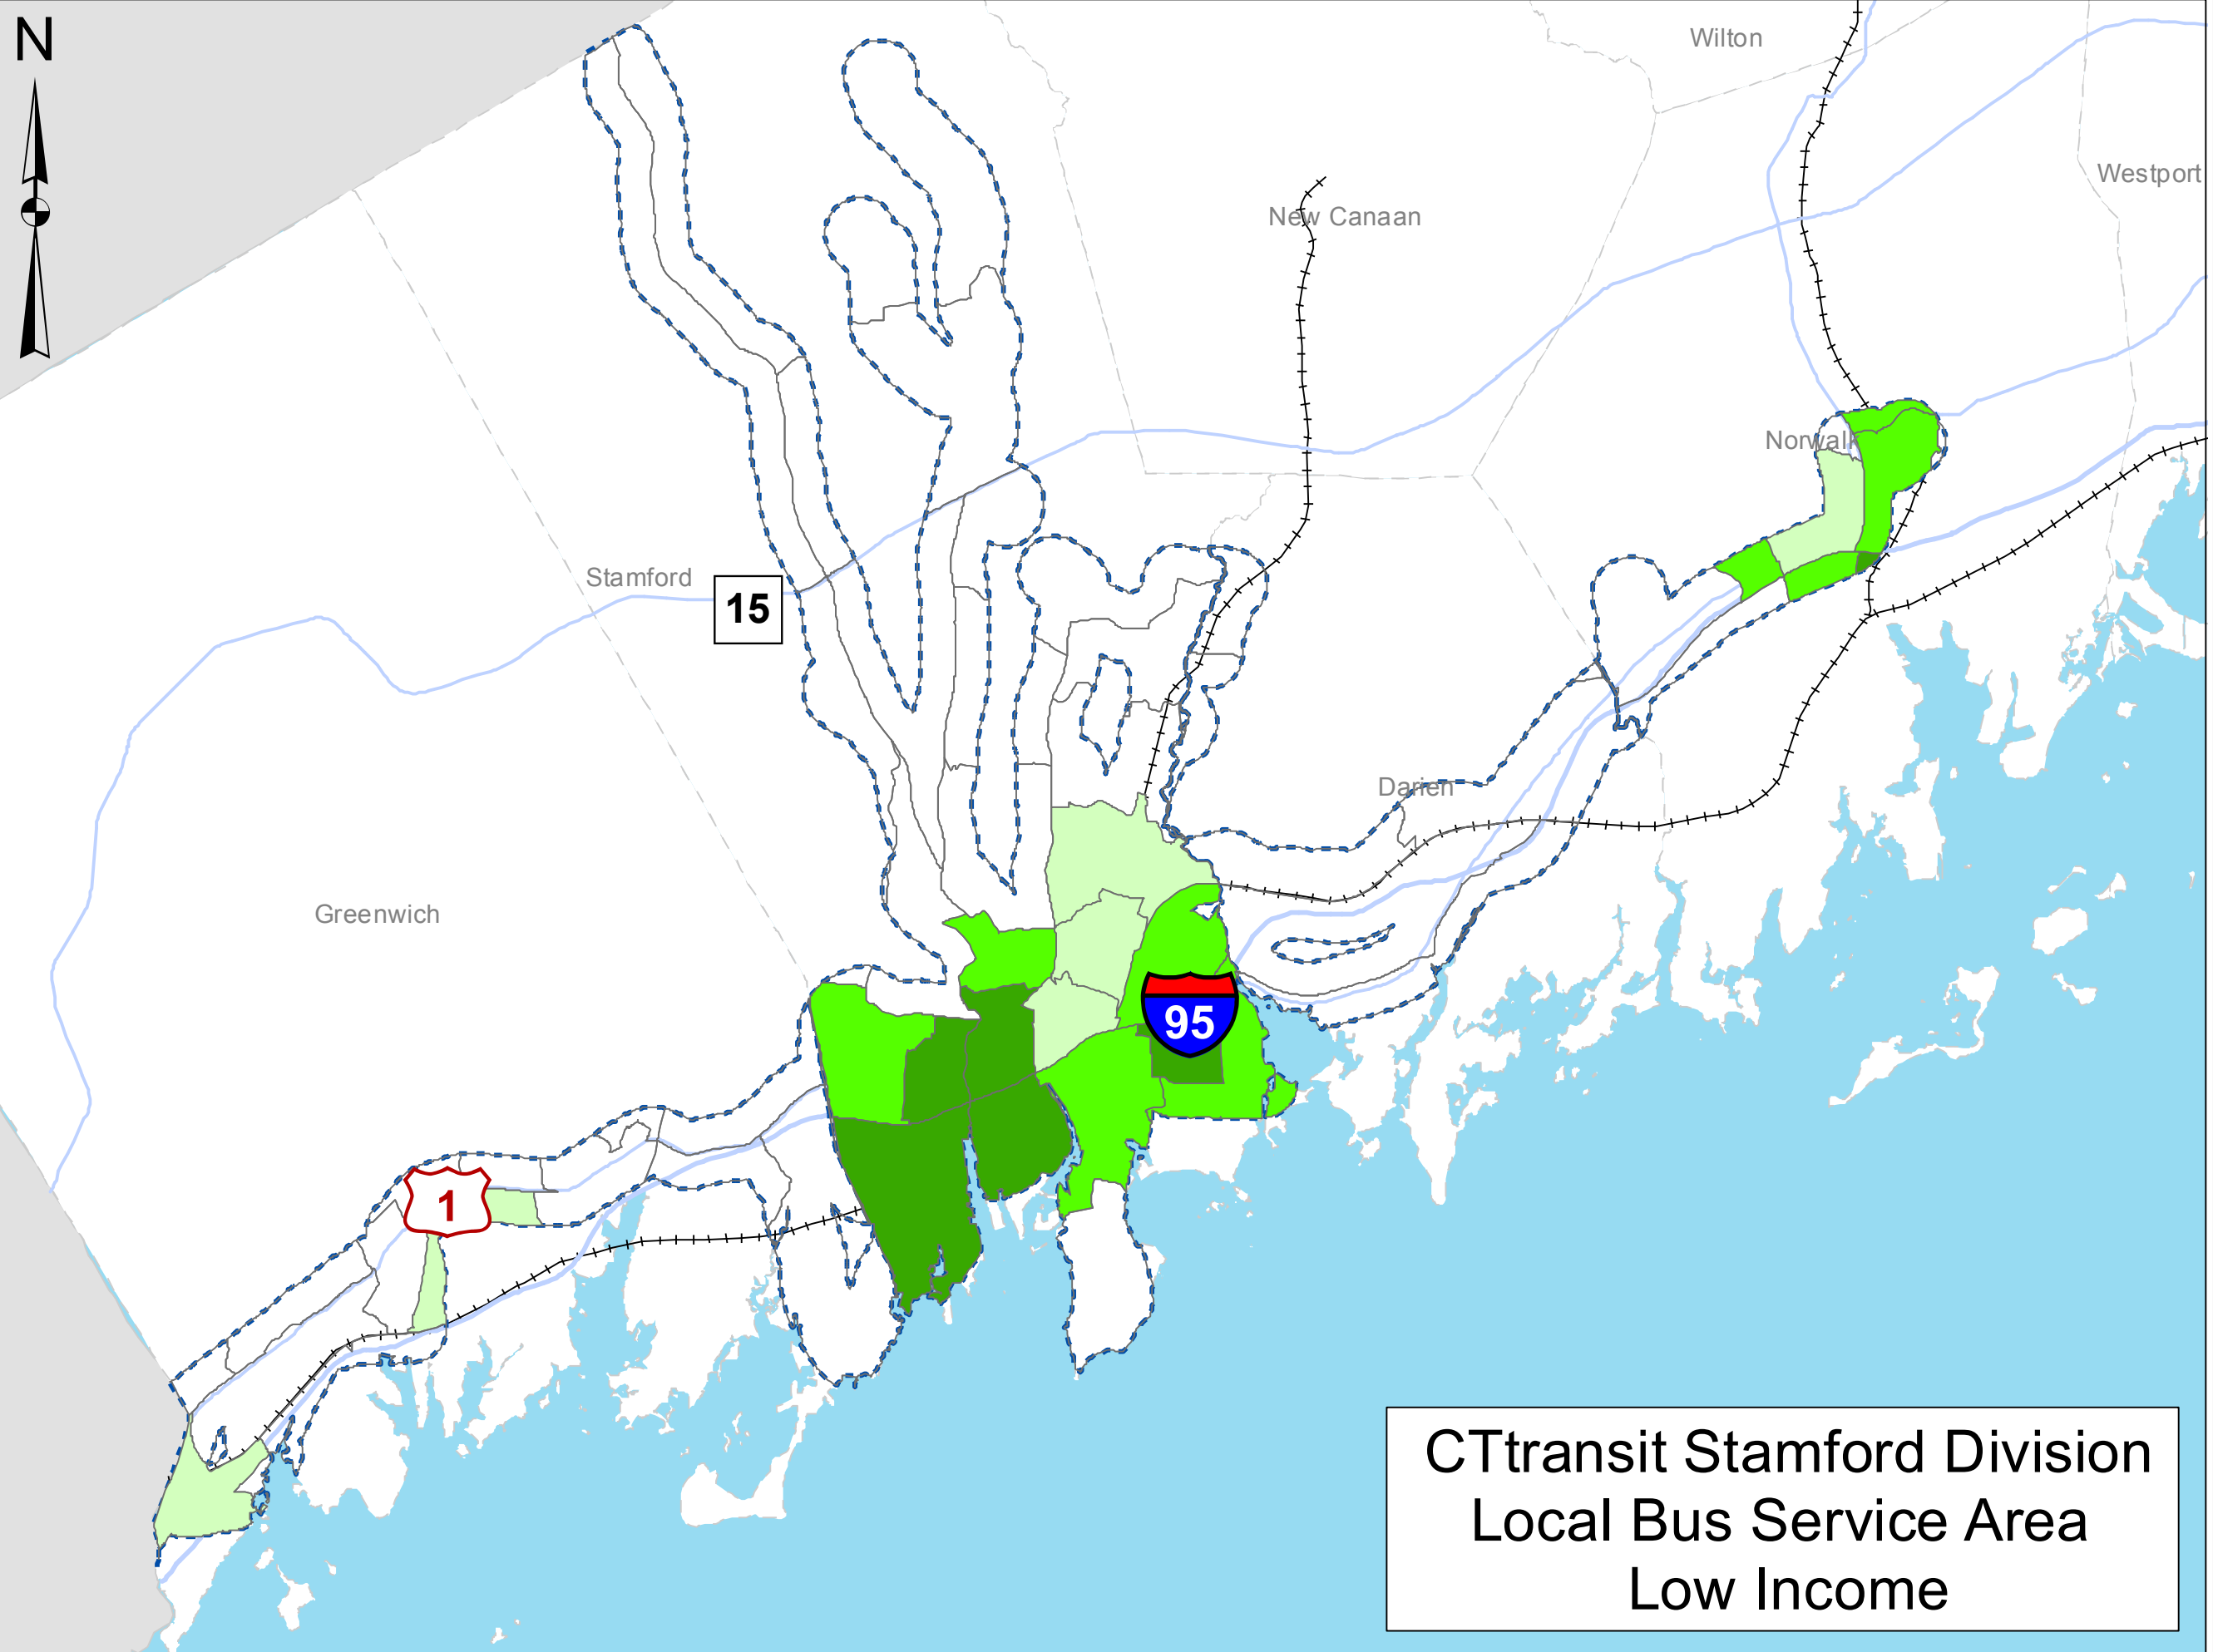 N
Wilton
Westport
New Canaan
Norwalk
Stamford
15
Darien
Greenwich
95
1
CTtransit Stamford Division
Local Bus Service Area
Low Income